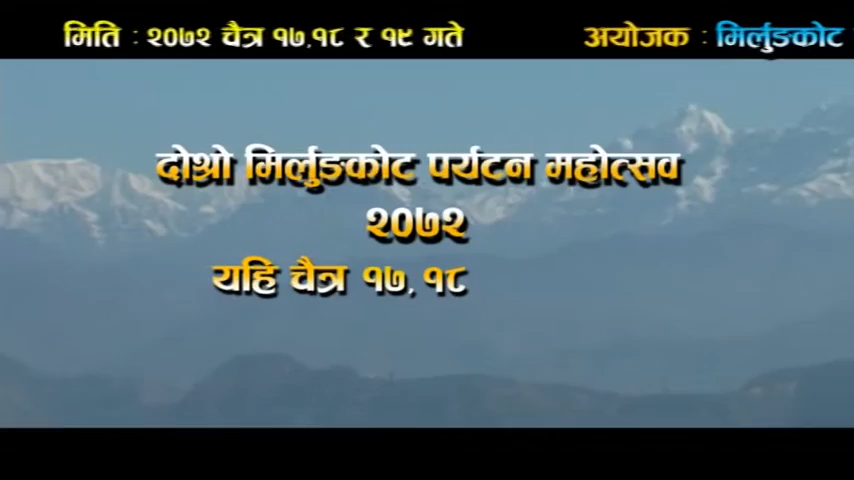 मिति : २०७२ चैत्र १७,१८ र १९ गते
अयोजक : मिर्लुङकोट
दोश्रो मिर्लुङकोट पर्यटन महोत्सव
२०७२
यहि चैत्र १७, १८